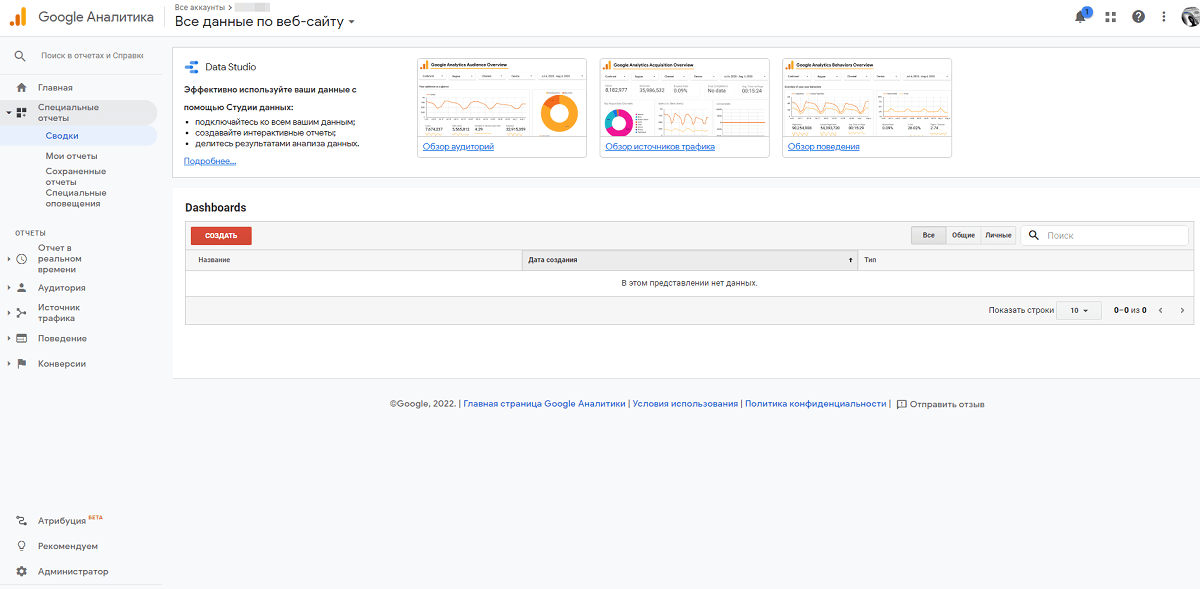 Google Аналитика
Все аккаунты >
Все данные по веб-сайту
1
Поиск в отчетах и Справке
Главная
Специальные
отчеты
Сводки
Мои отчеты
Сохраненные
отчеты
Специальные
оповещения
ОТЧЕТЫ
Отчет в
реальном
времени
Аудитория
Источник
трафика
Поведение
Конверсии
Атрибуция БЕТА
Рекомендуем
Администратор
Data Studio
Эффективно используйте ваши данные с
помощью Студии данных:
подключайтесь ко всем вашим данным;
создавайте интерактивные отчеты;
делитесь результатами анализа данных.
Подробнее...
Google Analytics Audience Overview
Обзор аудиторий
Google Analytics Acquisition Overview
8,182,977
35,986,532
0.09%
No data
00:15:24
Обзор источников трафика
Google Analytics Behaviors Overview
Обзор поведения
Dashboards
СОЗДАТЬ
Все
Общие
Личные
Поиск
Название
Дата создания
Тип
В этом представлении нет данных.
Показать строки
10
0–0 из 0
©Google, 2022. | Главная страница Google Аналитики | Условия использования | Политика конфиденциальности | Отправить отзыв